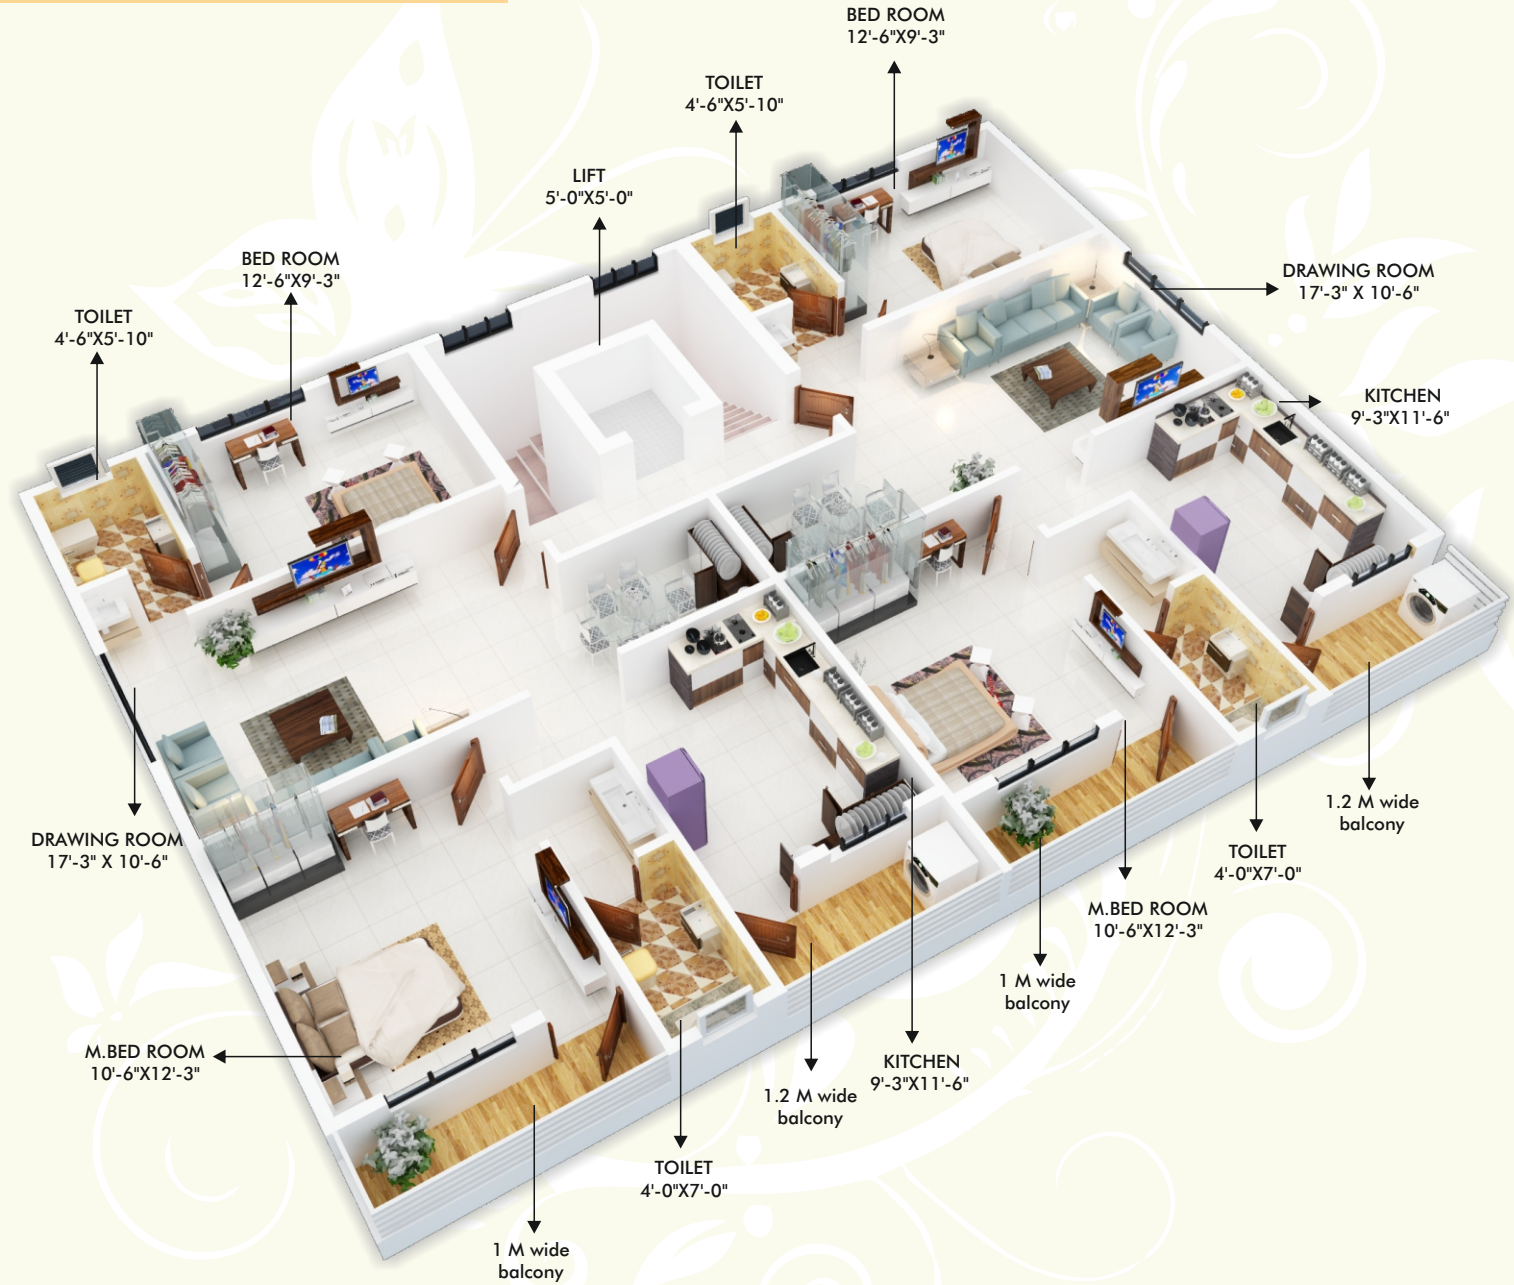 BED ROOM
12'-6"X9'-3"
TOILET
4'-6"X5'-10"
LIFT
5'-0"X5'-0"
BED ROOM
12'-6"X9'-3"
DRAWING ROOM
17'-3" X 10'-6"
TOILET
4'-6"X5'-10"
KITCHEN
9'-3"X11'-6"
1.2 M wide
balcony
DRAWING ROOM
17'-3" X 10'-6"
TOILET
4'-0"X7'-0"
M.BED ROOM
10'-6"X12'-3"
1 M wide
balcony
M.BED ROOM
10'-6"X12'-3"
KITCHEN
9'-3"X11'-6"
1.2 M wide
balcony
TOILET
4'-0"X7'-0"
1 M wide
balcony